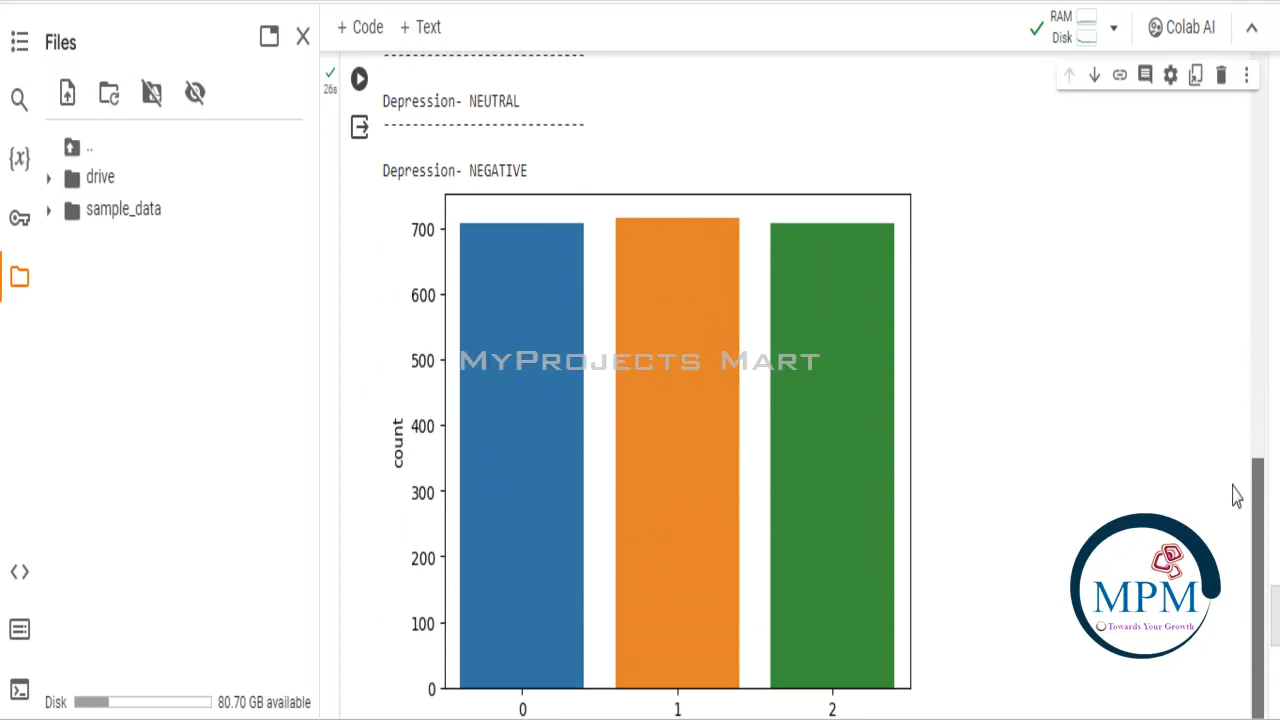 Files
+ Code + Text
RAM
Disk
Colab AI
..
drive
sample_data
{x}
26s
---------------------------
Depression- NEUTRAL
---------------------------
Depression- NEGATIVE
700
600
500
400
300
200
100
0
count
0 1 2
MyProjects Mart
MPM
Towards Your Growth
Disk 80.70 GB available